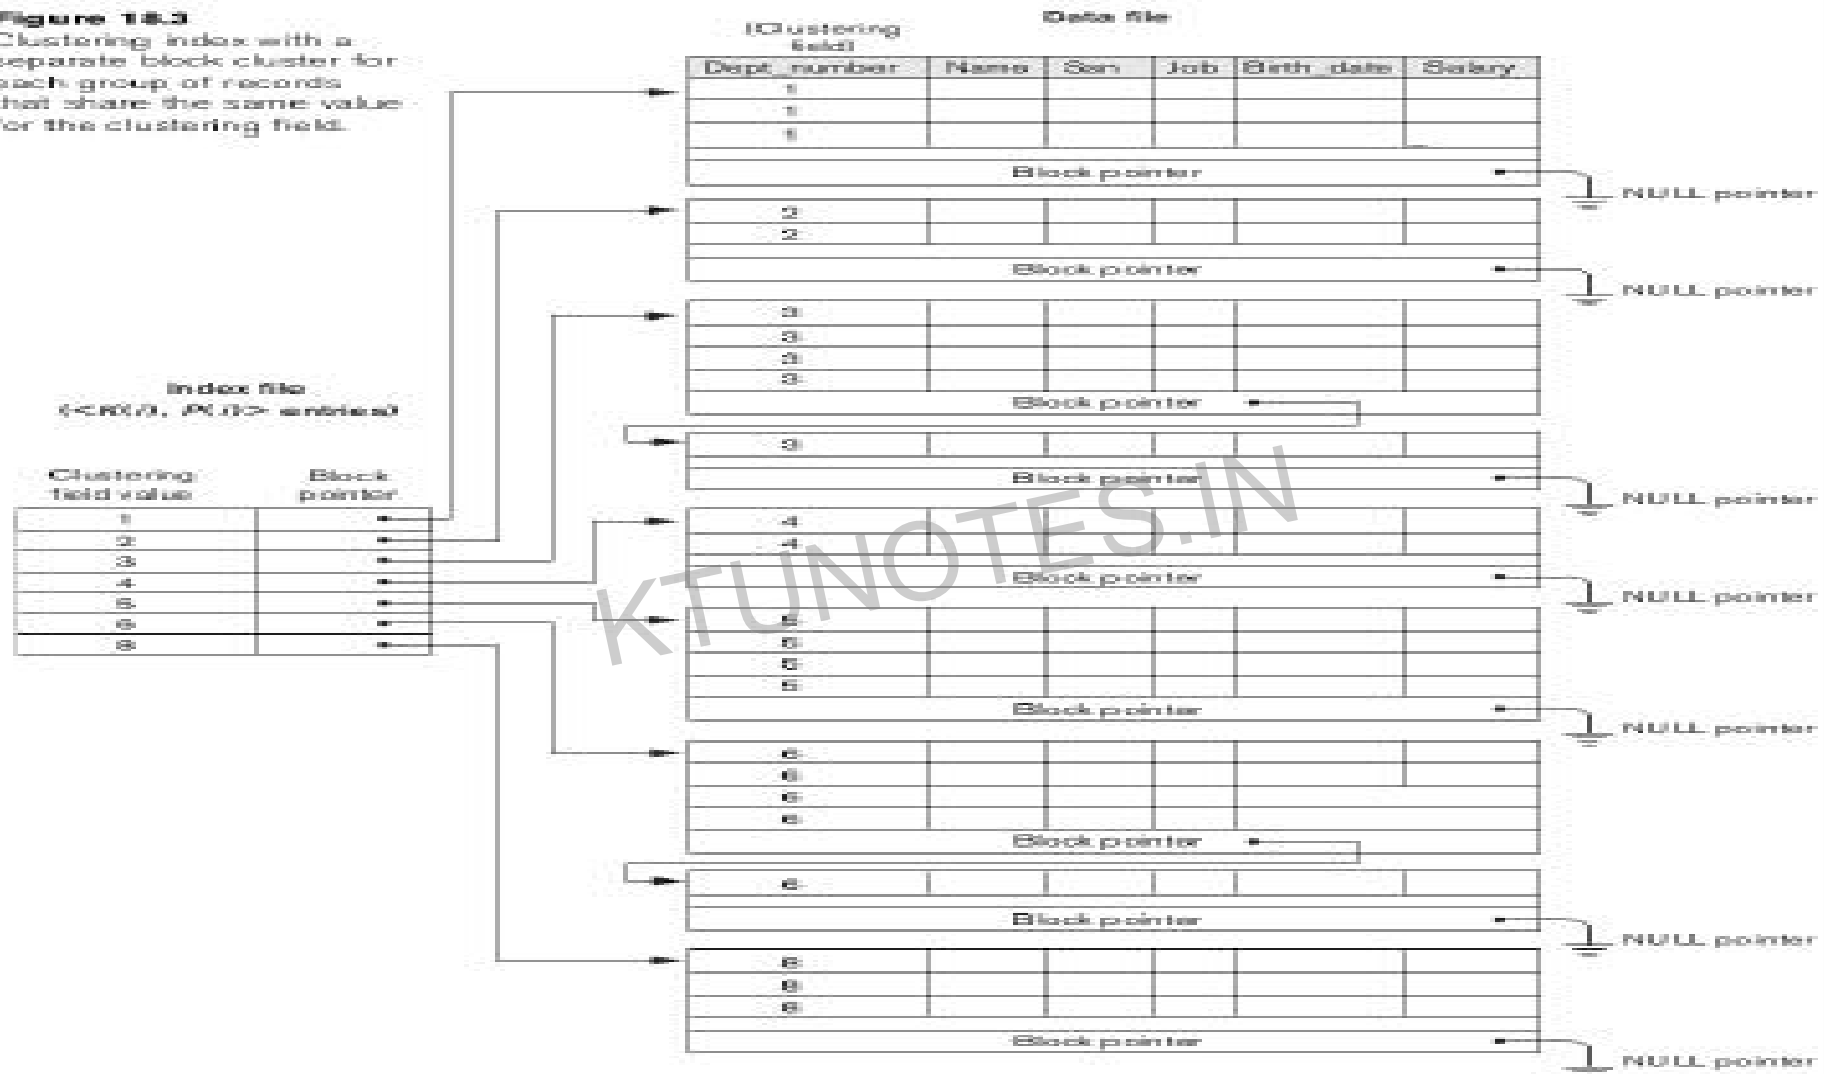 Figure 18.3
Clustering index with a
separate block cluster for
each group of records
that share the same value
for the clustering field.
Data file
(Clustering
field)
Dept_number Name Ssn Job Birth_date Salary
1
1
1
Block pointer
NULL pointer
2
2
Block pointer
NULL pointer
3
3
3
3
Block pointer
3
Block pointer
NULL pointer
4
4
Block pointer
NULL pointer
5
5
5
5
Block pointer
NULL pointer
6
6
6
6
Block pointer
6
Block pointer
NULL pointer
8
8
8
Block pointer
NULL pointer
Index file
(<K(i), P(i)> entries)
Clustering
field value
Block
pointer
1
2
3
4
5
6
8
KTUNOTES.IN